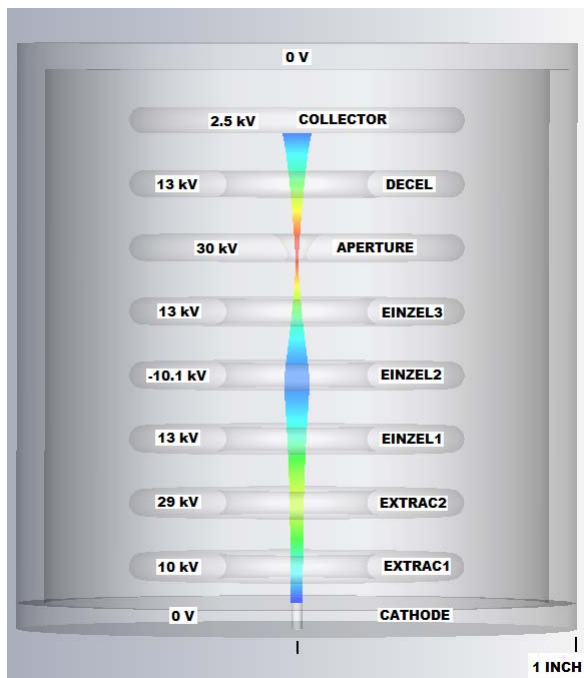 0 V
2.5 kV COLLECTOR
13 kV DECEL
30 kV APERTURE
13 kV EINZEL3
-10.1 kV EINZEL2
13 kV EINZEL1
29 kV EXTRAC2
10 kV EXTRAC1
0 V CATHODE
1 INCH